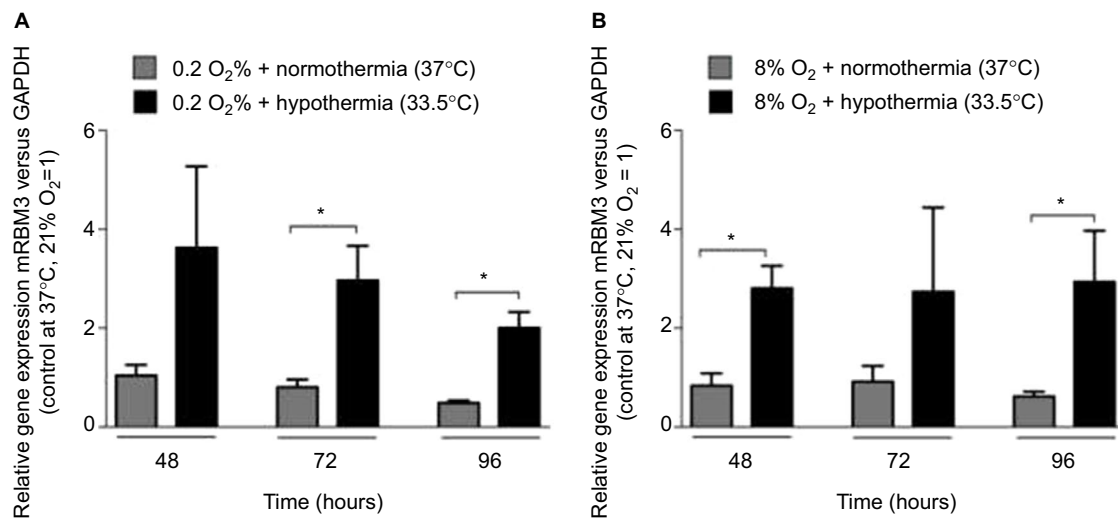 A
Relative gene expression mRBM3 versus GAPDH
(control at 37°C, 21% O₂=1)
0.2 O₂% + normothermia (37°C)
0.2 O₂% + hypothermia (33.5°C)
6
4
2
0
*
*
48
72
96
Time (hours)
B
Relative gene expression mRBM3 versus GAPDH
(control at 37°C, 21% O₂ = 1)
8% O₂ + normothermia (37°C)
8% O₂ + hypothermia (33.5°C)
6
4
2
0
*
*
48
72
96
Time (hours)